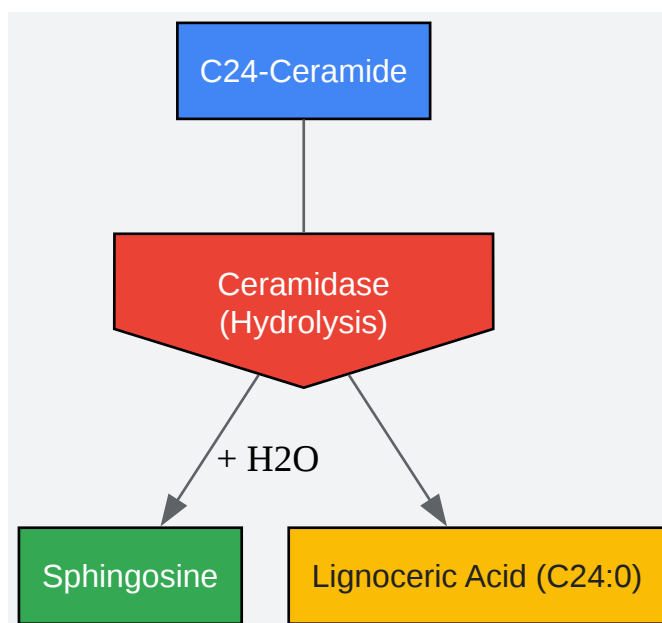 C24-Ceramide
Ceramidase
(Hydrolysis)
+ H2O
Sphingosine
Lignoceric Acid (C24:0)